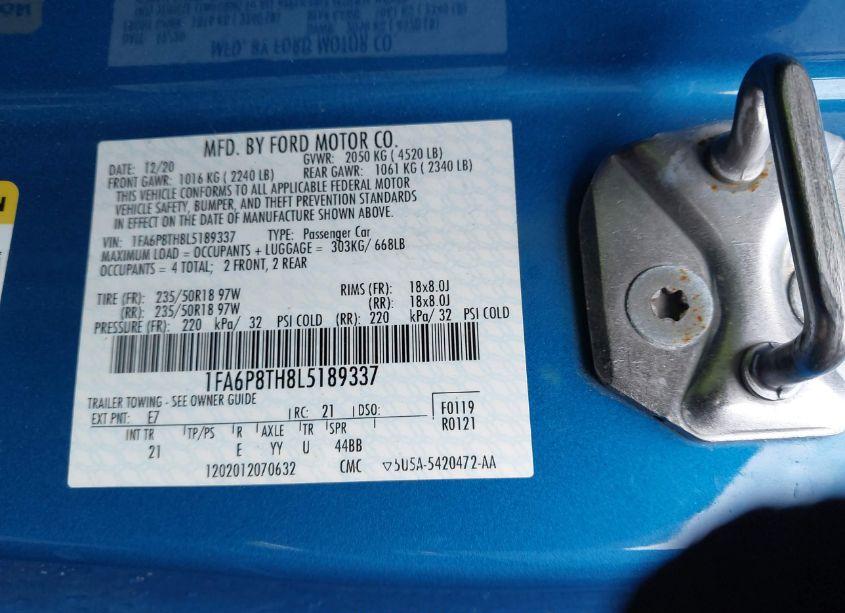 MFD. BY FORD MOTOR CO.
DATE: 12/20 GVWR: 2050 KG ( 4520 LB)
FRONT GAWR: 1016 KG ( 2240 LB) REAR GAWR: 1061 KG ( 2340 LB)
THIS VEHICLE CONFORMS TO ALL APPLICABLE FEDERAL MOTOR
VEHICLE SAFETY, BUMPER, AND THEFT PREVENTION STANDARDS
IN EFFECT ON THE DATE OF MANUFACTURE SHOWN ABOVE.
VIN: 1FA6P8TH8L5189337 TYPE: Passenger Car
MAXIMUM LOAD = OCCUPANTS + LUGGAGE = 303KG/ 668LB
OCCUPANTS = 4 TOTAL; 2 FRONT, 2 REAR
TIRE (FR): 235/50R18 97W RIMS (FR): 18x8.0J
(RR): 235/50R18 97W (RR): 18x8.0J
PRESSURE (FR): 220 kPa/ 32 PSI COLD (RR): 220 kPa/ 32 PSI COLD
1FA6P8TH8L5189337
TRAILER TOWING - SEE OWNER GUIDE
EXT PNT: E7 RC: 21 DSO: F0119
R0121
INT TR TP/PS R AXLE TR SPR
21 E YY U 44BB
1202012070632 CMC 5U5A-5420472-AA